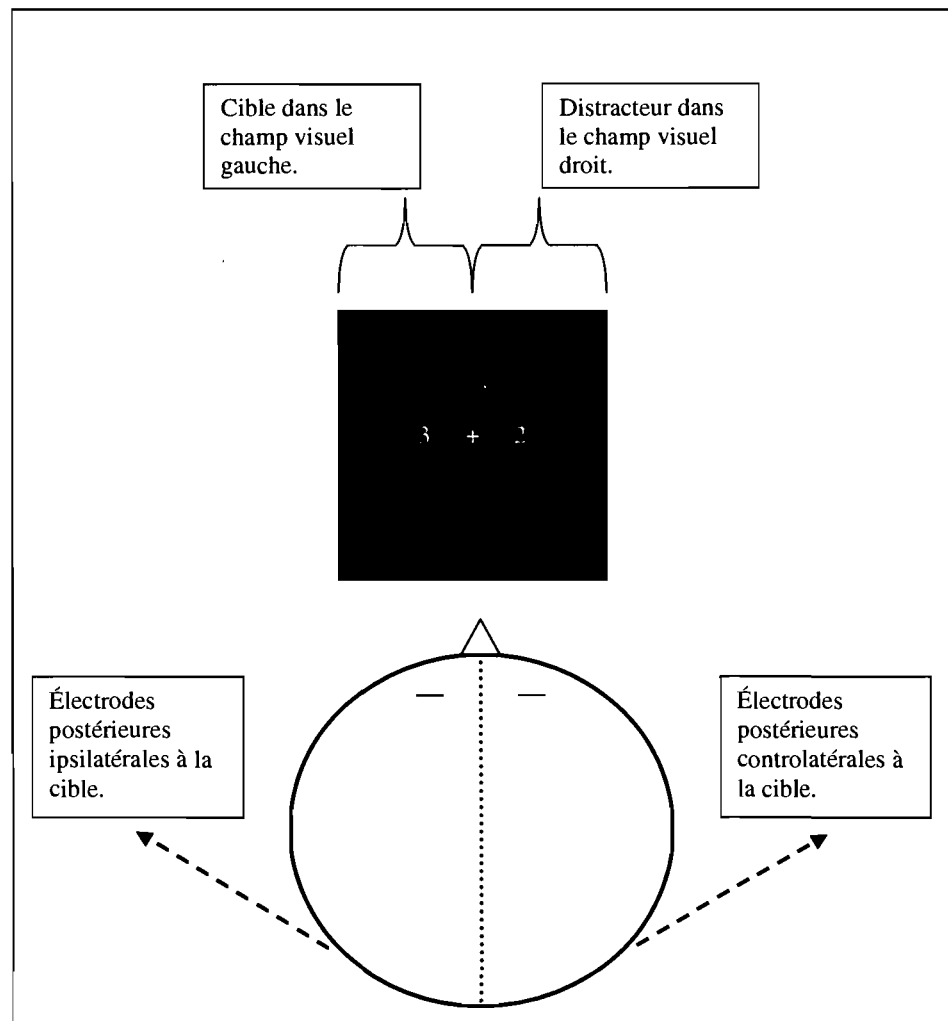 Cible dans le
champ visuel
gauche.
Distracteur dans
le champ visuel
droit.
3 + 2
Électrodes
postérieures
ipsilatérales à la
cible.
Électrodes
postérieures
controlatérales à
la cible.